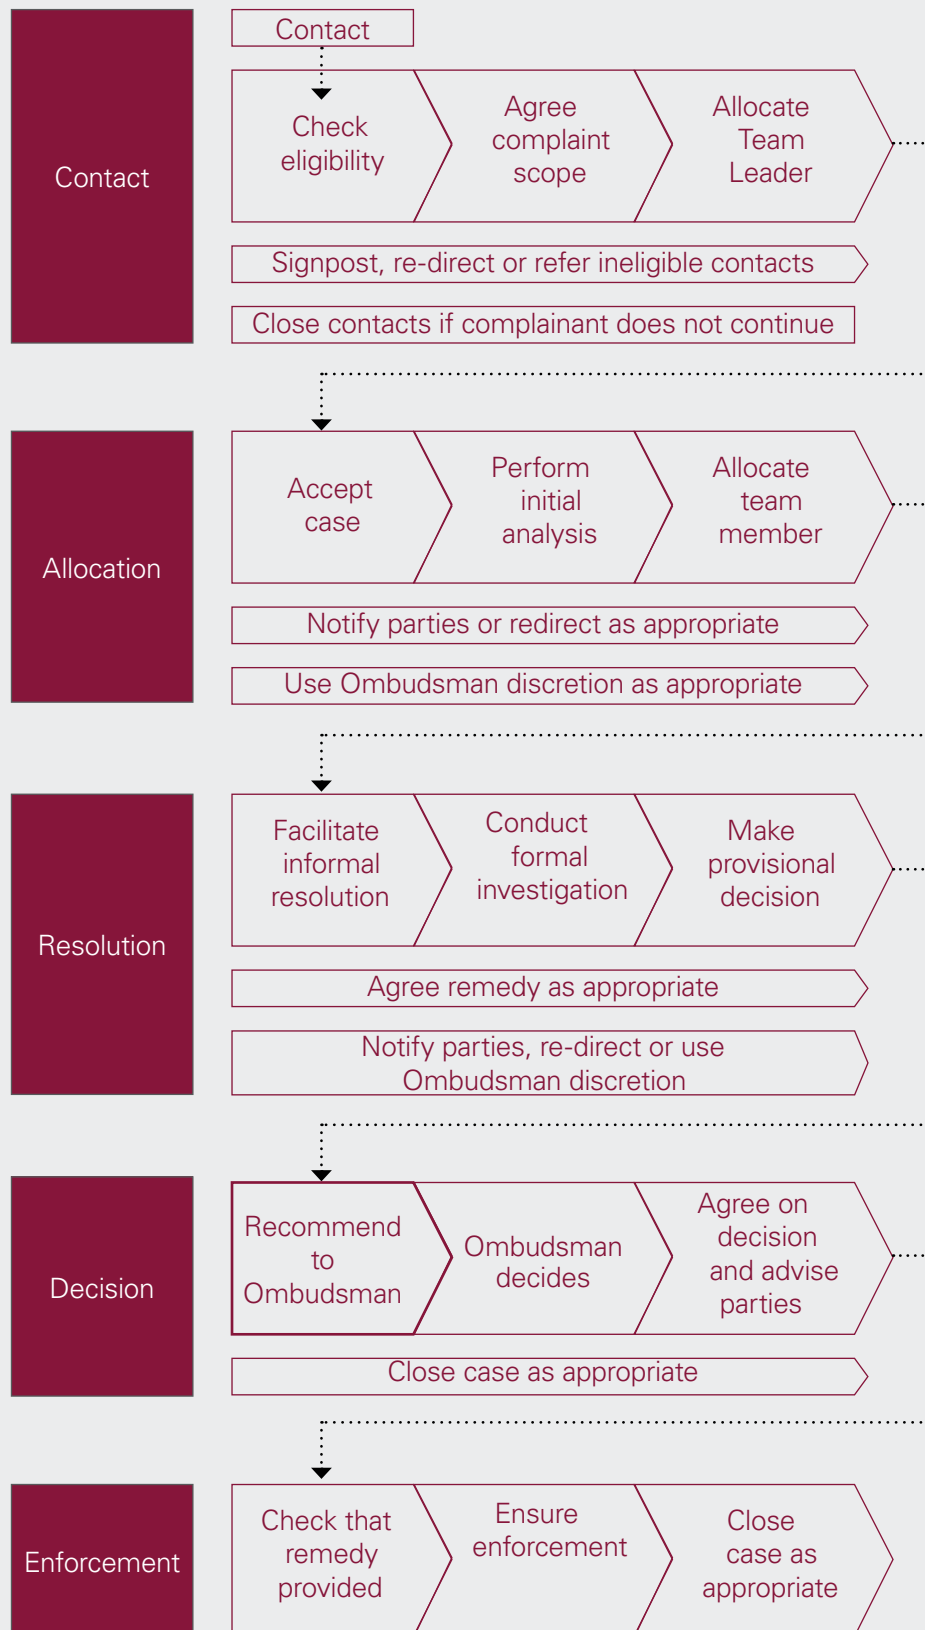 Contact
Contact
Check
eligibility
Agree
complaint
scope
Allocate
Team
Leader
Signpost, re-direct or refer ineligible contacts
Close contacts if complainant does not continue
Allocation
Accept
case
Perform
initial
analysis
Allocate
team
member
Notify parties or redirect as appropriate
Use Ombudsman discretion as appropriate
Resolution
Facilitate
informal
resolution
Conduct
formal
investigation
Make
provisional
decision
Agree remedy as appropriate
Notify parties, re-direct or use
Ombudsman discretion
Decision
Recommend
to
Ombudsman
Ombudsman
decides
Agree on
decision
and advise
parties
Close case as appropriate
Enforcement
Check that
remedy
provided
Ensure
enforcement
Close
case as
appropriate